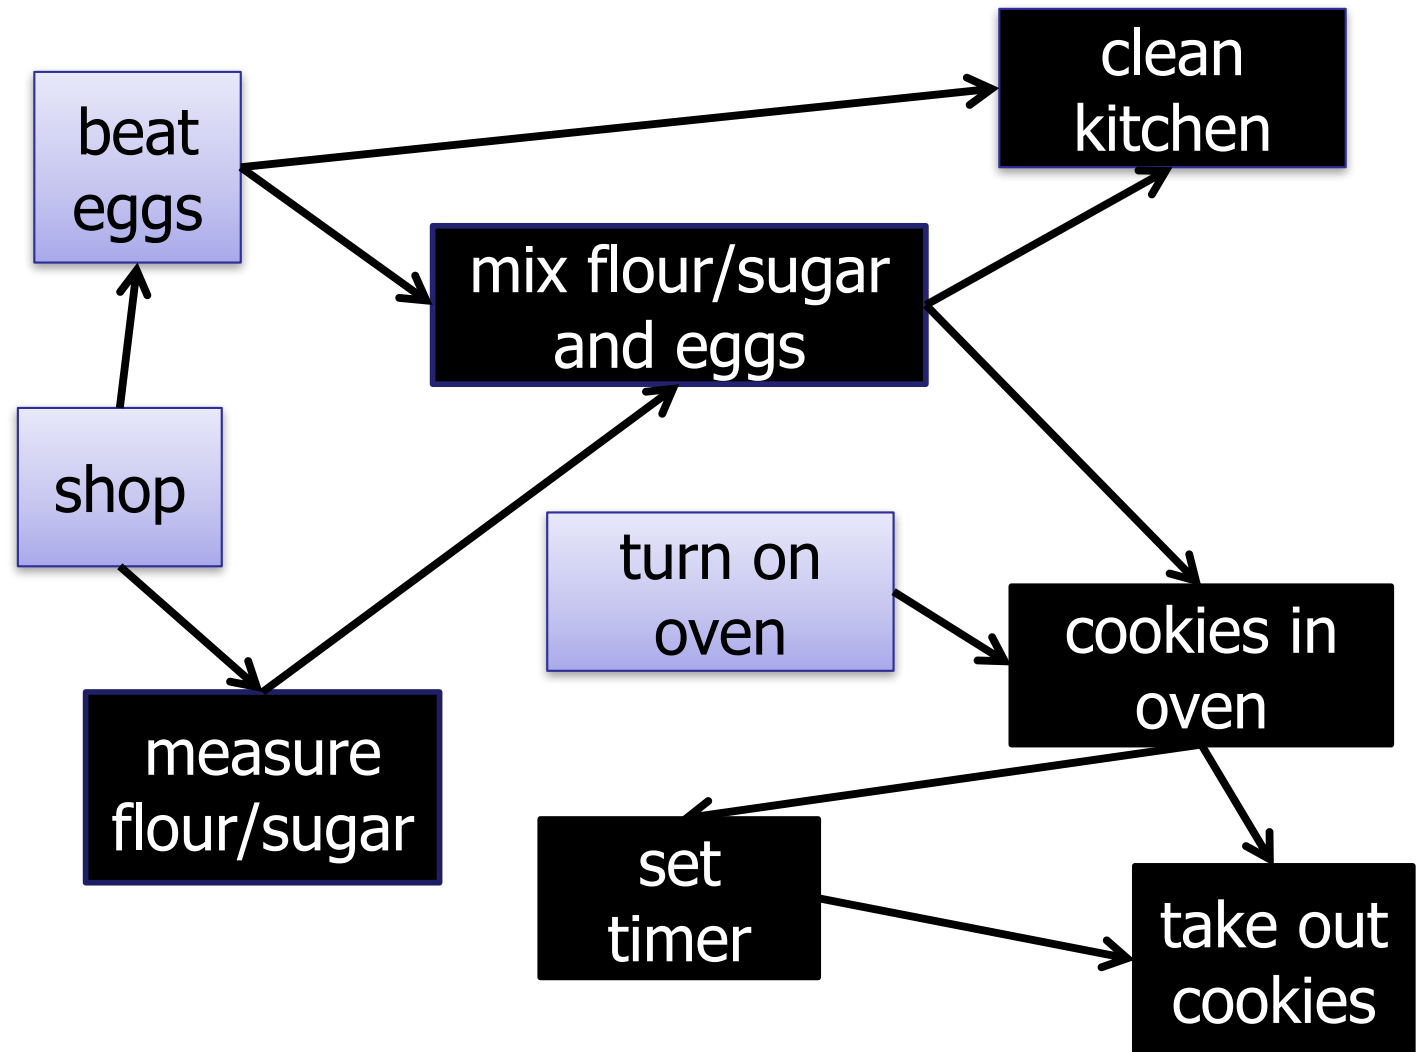 clean
kitchen
beat
eggs
mix flour/sugar
and eggs
shop
turn on
oven
cookies in
oven
measure
flour/sugar
set
timer
take out
cookies